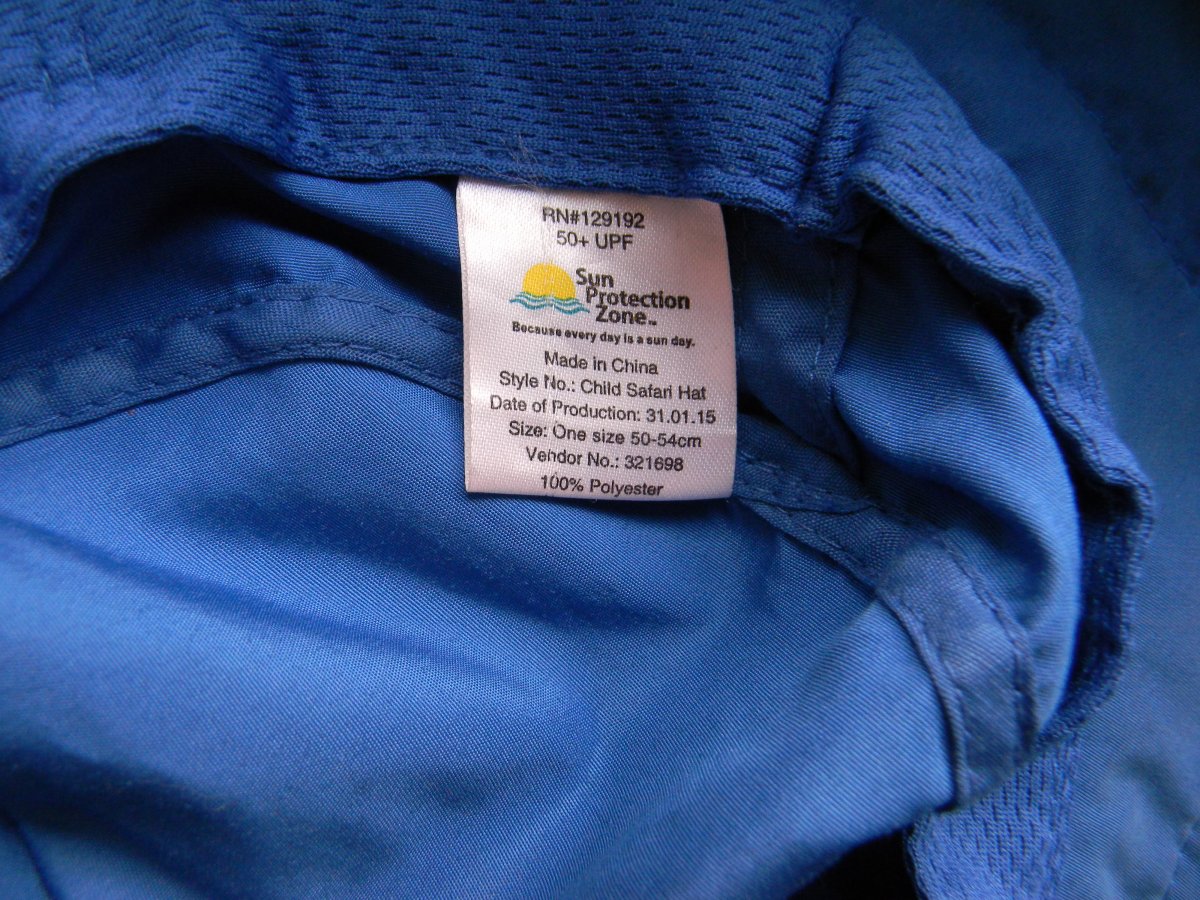 RN#129192
50+ UPF
Sun
Protection
Zone™
Because every day is a sun day.
Made in China
Style No.: Child Safari Hat
Date of Production: 31.01.15
Size: One size 50-54cm
Vendor No.: 321698
100% Polyester